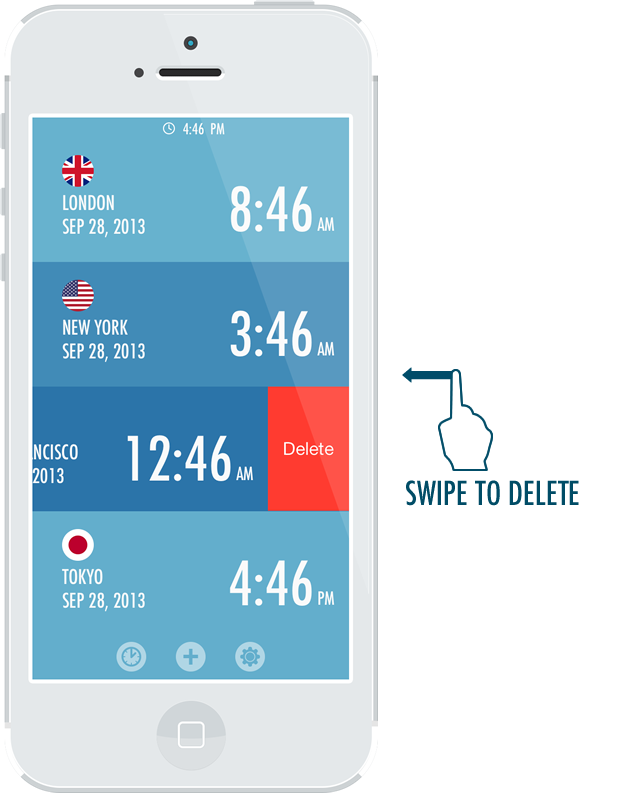 4:46 PM
LONDON
SEP 28, 2013
8:46 AM
NEW YORK
SEP 28, 2013
3:46 AM
NCISCO
2013
12:46 AM
Delete
SWIPE TO DELETE
TOKYO
SEP 28, 2013
4:46 PM